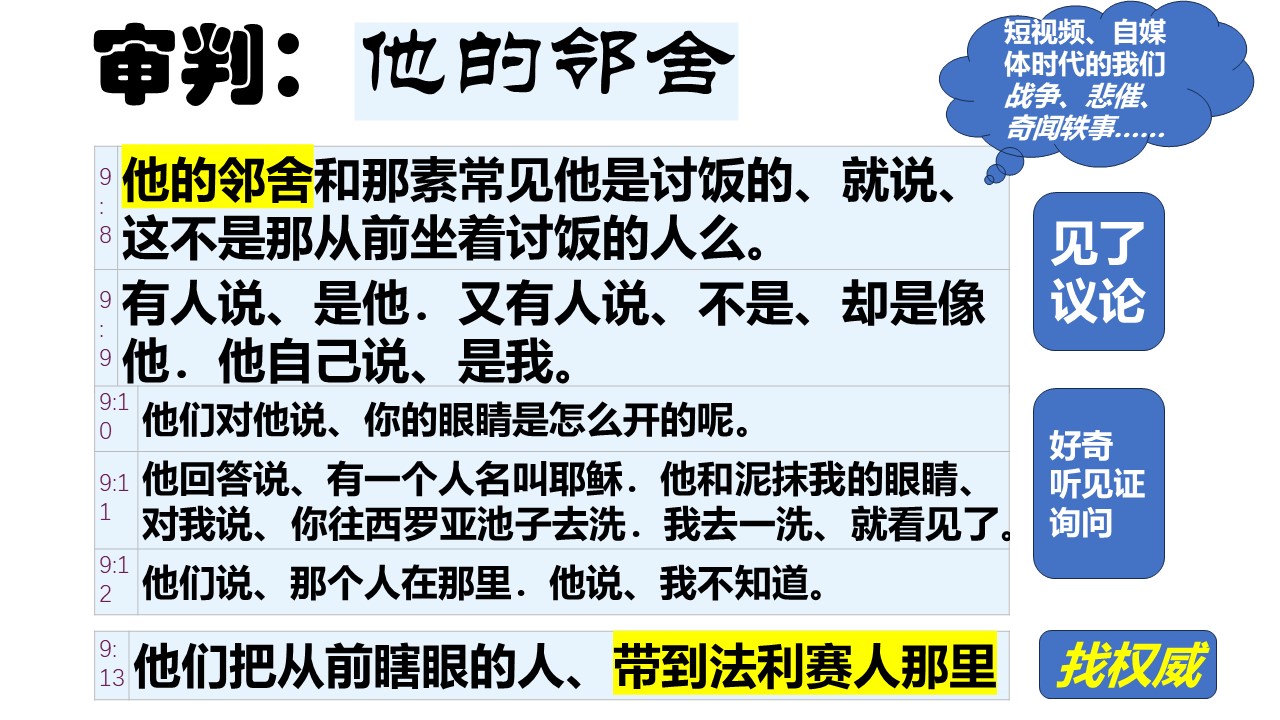 审判：他的邻舍
短视频、自媒
体时代的我们
战争、悲催、
奇闻轶事……
9:8
他的邻舍和那素常见他是讨饭的、就说、
这不是那从前坐着讨饭的人么。
见了
议论
9:9
有人说、是他．又有人说、不是、却是像
他．他自己说、是我。
9:10
他们对他说、你的眼睛是怎么开的呢。
好奇
听见证
询问
9:11
他回答说、有一个人名叫耶稣．他和泥抹我的眼睛、
对我说、你往西罗亚池子去洗．我去一洗、就看见了。
9:12
他们说、那个人在那里．他说、我不知道。
9:13
他们把从前瞎眼的人、带到法利赛人那里
找权威